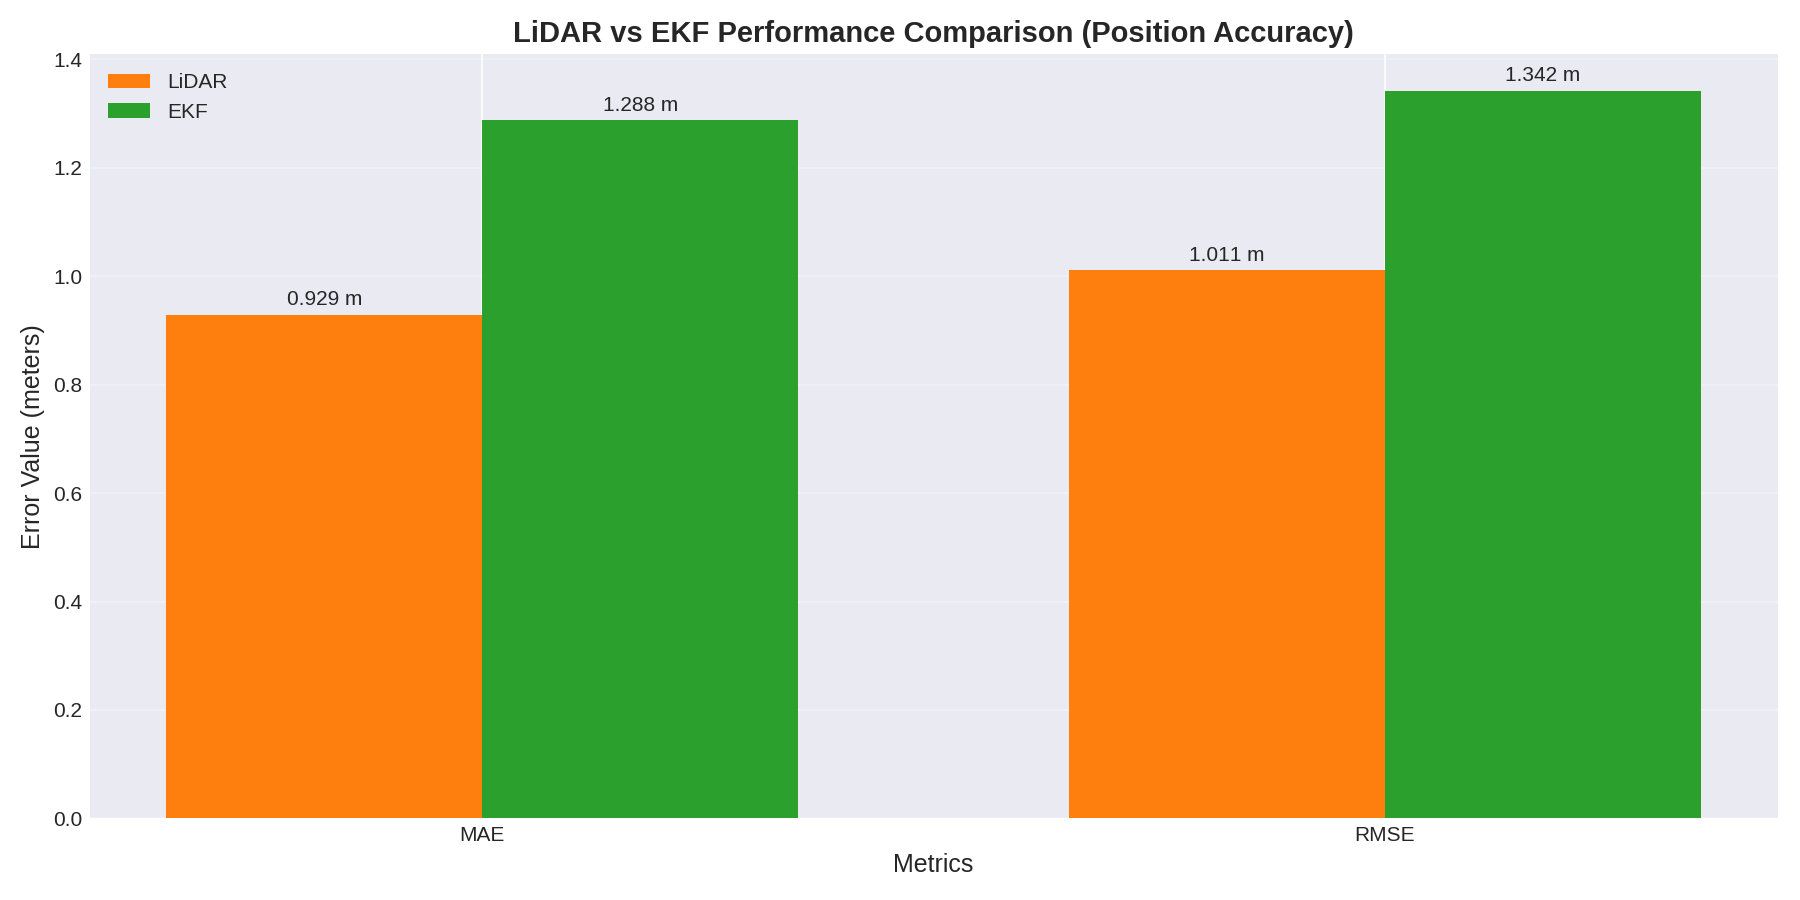 LiDAR vs EKF Performance Comparison (Position Accuracy)
LiDAR
EKF
1.4
1.2
1.0
0.8
0.6
0.4
0.2
0.0
Error Value (meters)
0.929 m
1.288 m
1.011 m
1.342 m
MAE
RMSE
Metrics